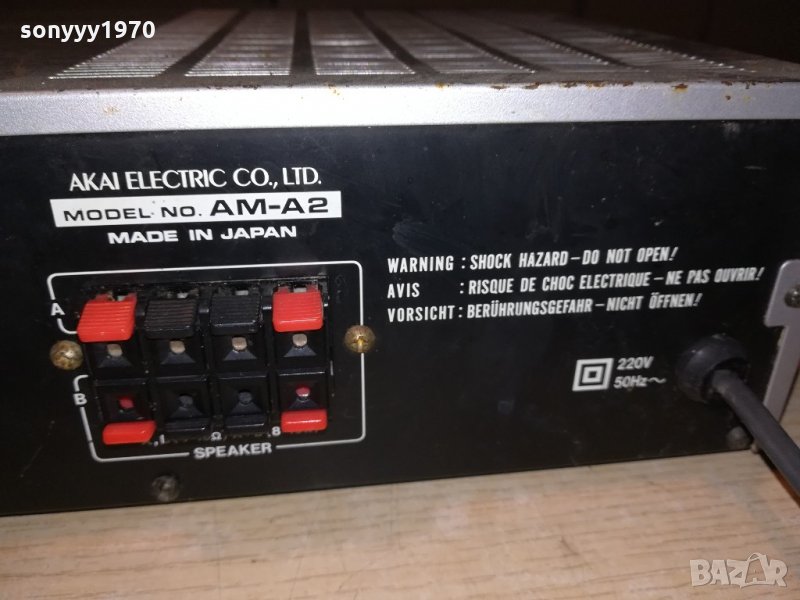 sonyyy1970
AKAI ELECTRIC CO., LTD.
MODEL NO. AM-A2
MADE IN JAPAN
WARNING : SHOCK HAZARD – DO NOT OPEN!
AVIS : RISQUE DE CHOC ELECTRIQUE – NE PAS OUVRIR!
VORSICHT : BERÜHRUNGSGEFAHR – NICHT ÖFFNEN!
A
B
220V
50Hz~
Ω
8
SPEAKER
BAZAR